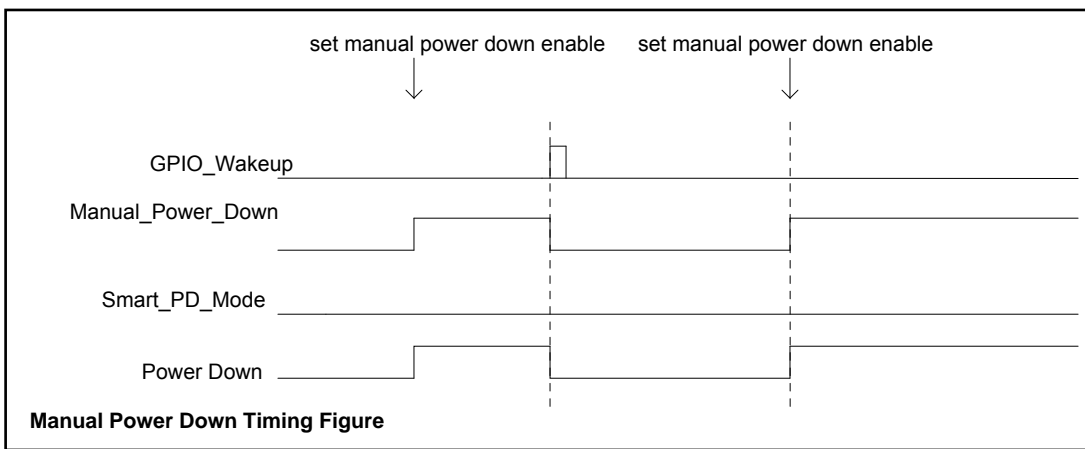 set manual power down enable set manual power down enable
GPIO_Wakeup
Manual_Power_Down
Smart_PD_Mode
Power Down
Manual Power Down Timing Figure